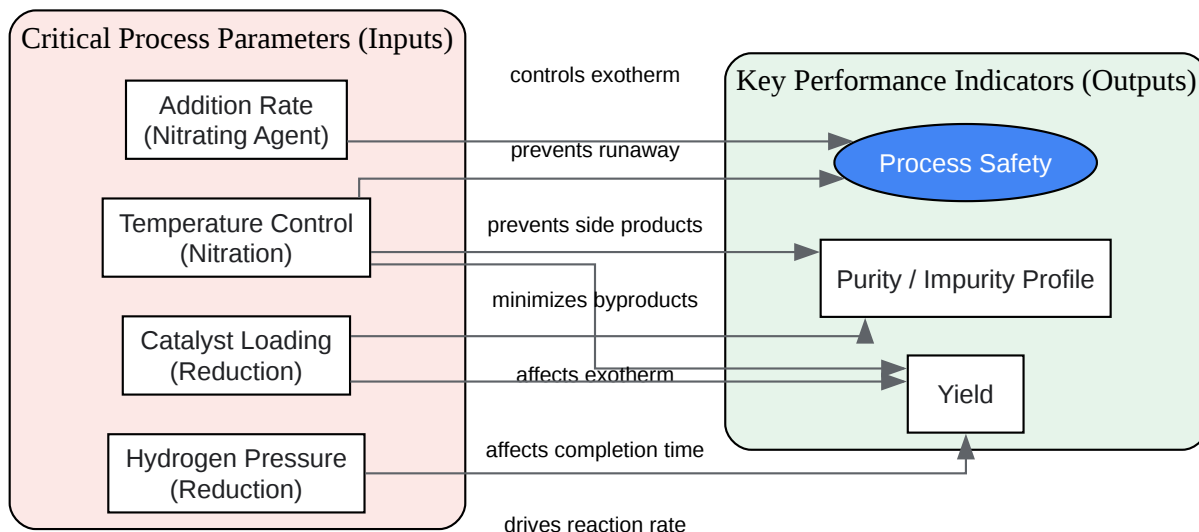 Critical Process Parameters (Inputs)
Addition Rate
(Nitrating Agent)
Temperature Control
(Nitration)
Catalyst Loading
(Reduction)
Hydrogen Pressure
(Reduction)
controls exotherm
prevents runaway
prevents side products
minimizes byproducts
affects exotherm
affects completion time
drives reaction rate
Key Performance Indicators (Outputs)
Process Safety
Purity / Impurity Profile
Yield